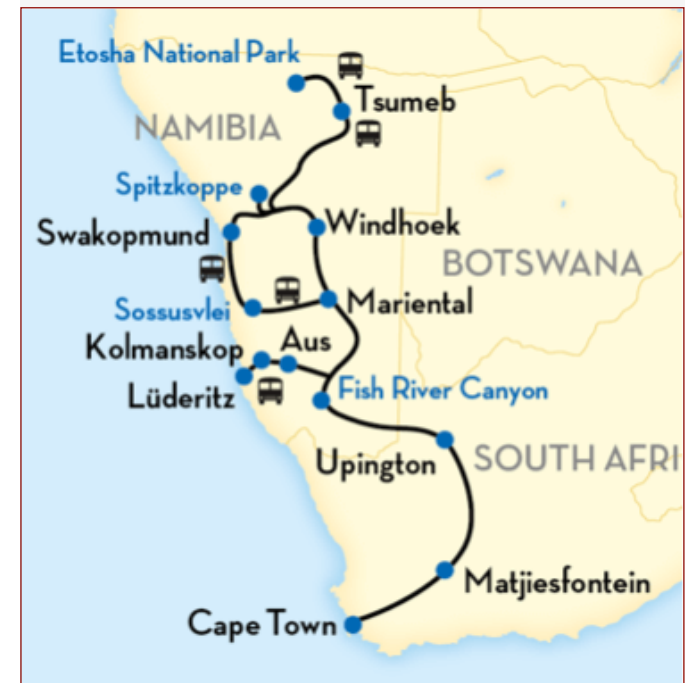 Etosha National Park
Tsumeb
NAMIBIA
Spitzkoppe
Swakopmund
Windhoek
BOTSWANA
Sossusvlei
Mariental
Kolmanskop
Aus
Lüderitz
Fish River Canyon
Upington
SOUTH AFRI
Matjiesfontein
Cape Town